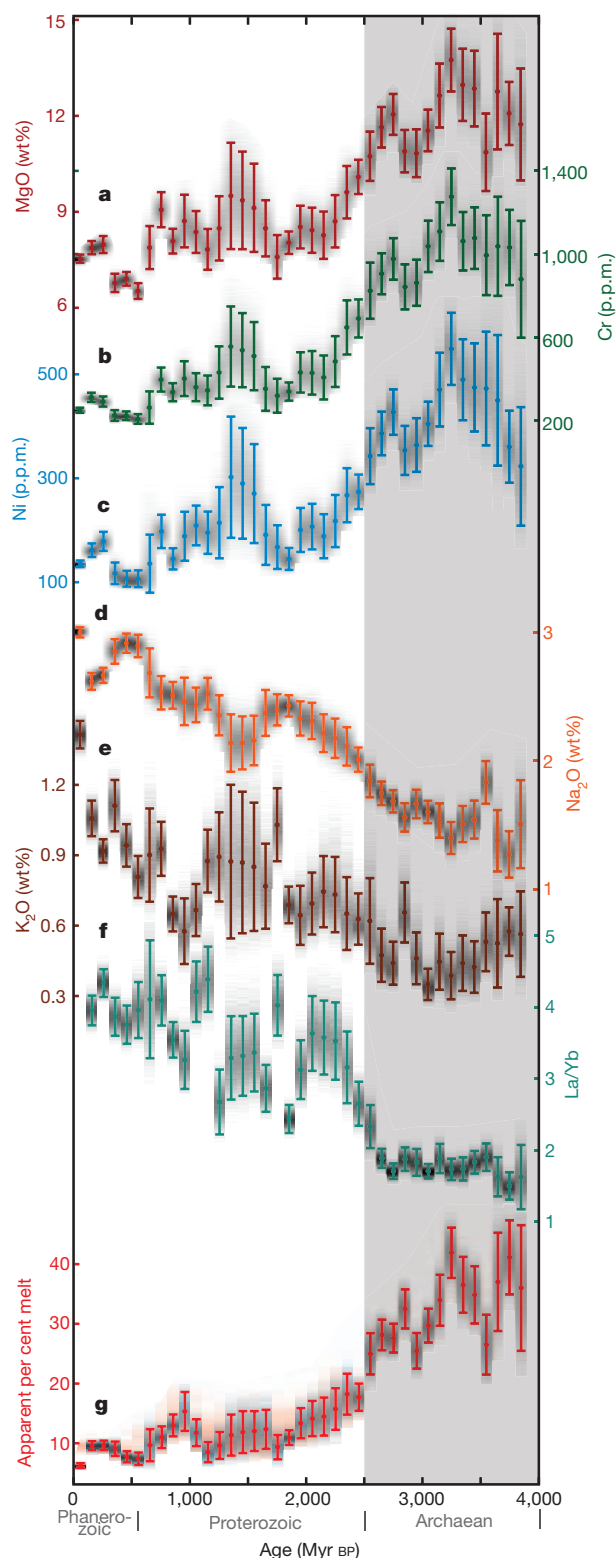 15
12
MgO (wt%)
9
6
a
1,400
1,000
600
200
Cr (p.p.m.)
b
500
300
100
Ni (p.p.m.)
c
d
3
2
1
Na2O (wt%)
e
1.2
0.9
0.6
0.3
K2O (wt%)
f
5
4
3
2
1
La/Yb
40
30
20
10
Apparent per cent melt
g
0 1,000 2,000 3,000 4,000
Phanero-
zoic
Proterozoic
Archaean
Age (Myr BP)